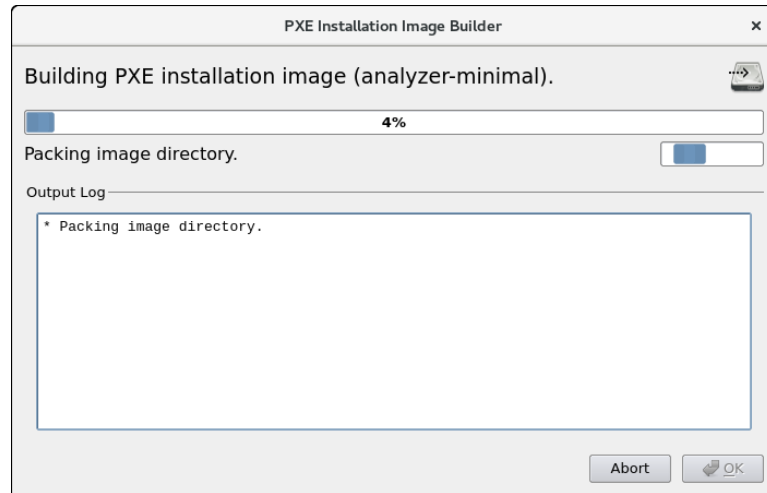 PXE Installation Image Builder
Building PXE installation image (analyzer-minimal).
4%
Packing image directory.
Output Log
* Packing image directory.
Abort
OK